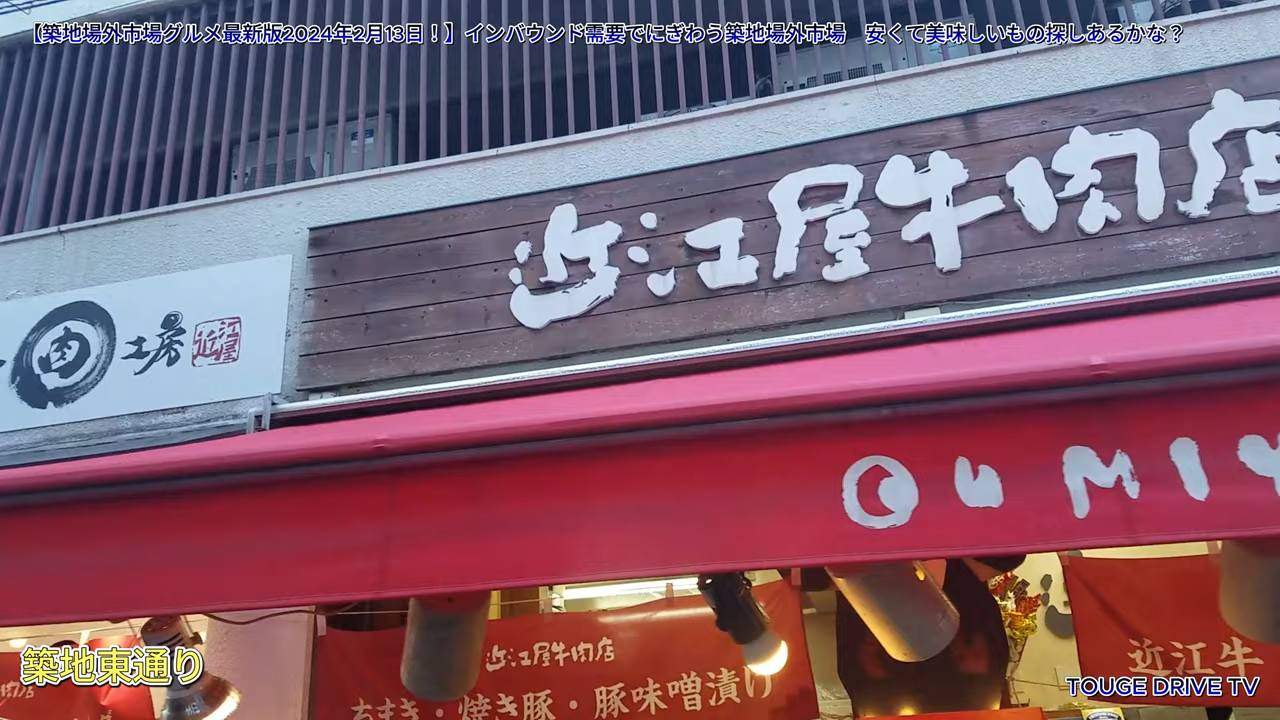 【築地場外市場グルメ最新版2024年2月13日！】インバウンド需要でにぎわう築地場外市場　安くて美味しいもの探しあるかな？
近江屋牛肉店
肉工房
近江屋
OUMIY
近江屋牛肉店
焼き豚・豚味噌漬け
近江牛
肉店
築地東通り
TOUGE DRIVE TV